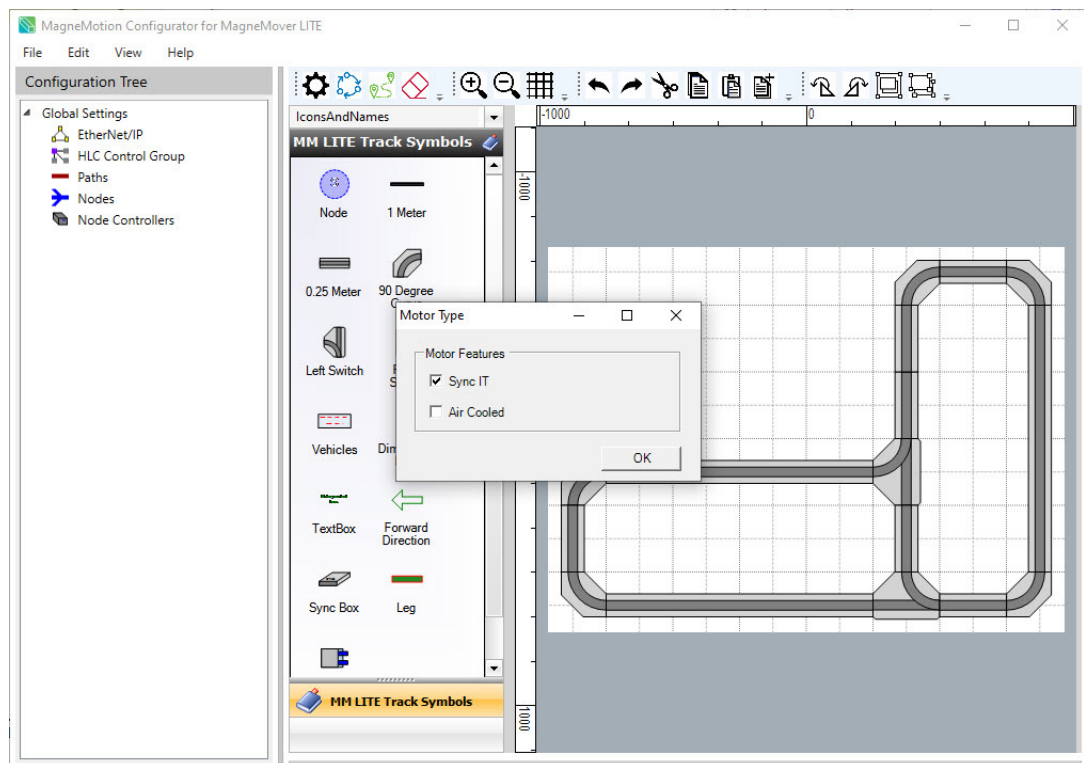 MagneMotion Configurator for MagneMover LITE
File Edit View Help
Configuration Tree
Global Settings
EtherNet/IP
HLC Control Group
Paths
Nodes
Node Controllers
IconsAndNames
MM LITE Track Symbols
Node
1 Meter
0.25 Meter
90 Degree
Left Switch
Vehicles
TextBox
Forward
Direction
Sync Box
Leg
MM LITE Track Symbols
-1000 0
-1000
1000
Motor Type
Motor Features
Sync IT
Air Cooled
OK